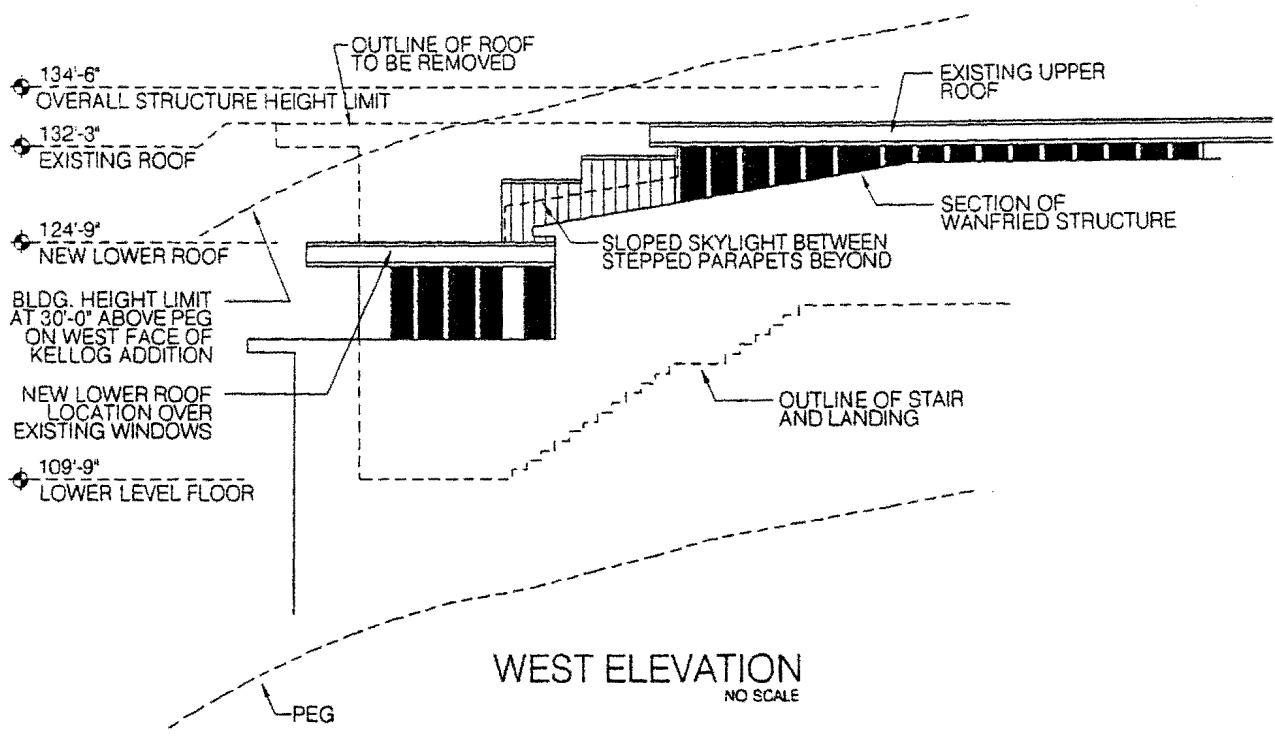 OUTLINE OF ROOF
TO BE REMOVED
134'-6"
OVERALL STRUCTURE HEIGHT LIMIT
EXISTING UPPER
ROOF
132'-3"
EXISTING ROOF
SECTION OF
WANFRIED STRUCTURE
124'-9"
NEW LOWER ROOF
SLOPED SKYLIGHT BETWEEN
STEPPED PARAPETS BEYOND
BLDG. HEIGHT LIMIT
AT 30'-0" ABOVE PEG
ON WEST FACE OF
KELLOG ADDITION
NEW LOWER ROOF
LOCATION OVER
EXISTING WINDOWS
OUTLINE OF STAIR
AND LANDING
109'-9"
LOWER LEVEL FLOOR
WEST ELEVATION
NO SCALE
PEG